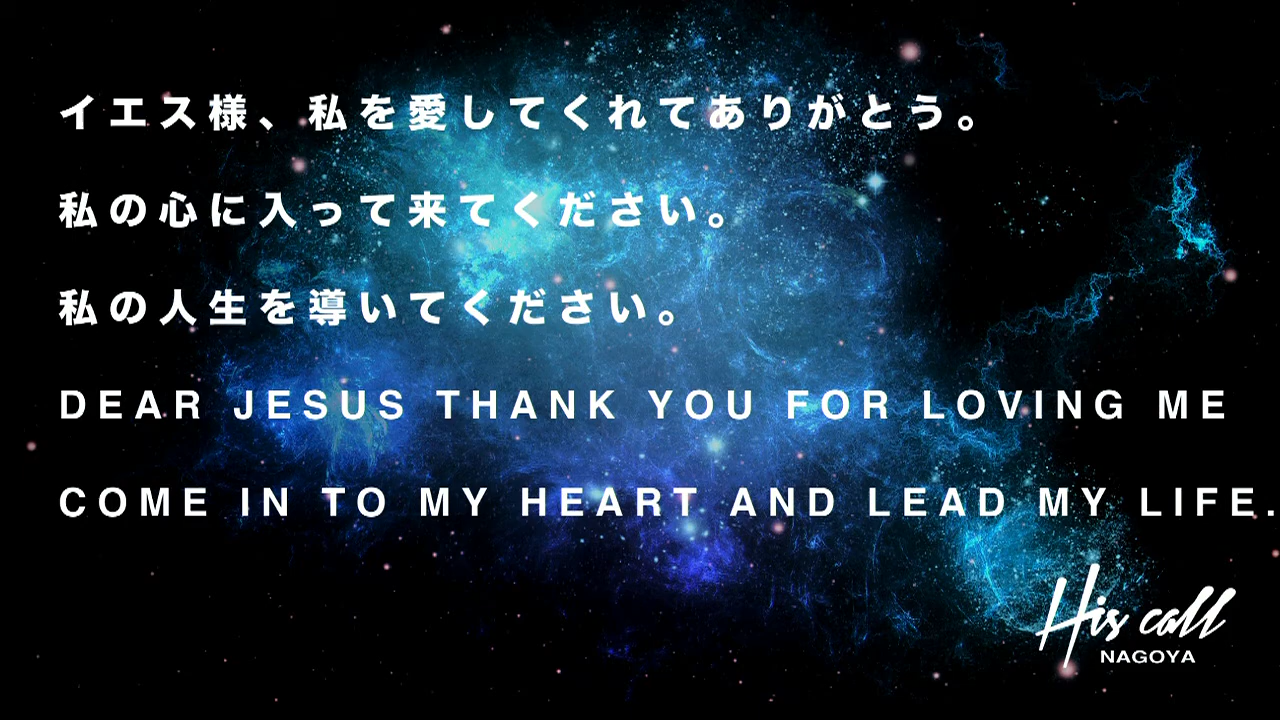 イエス様、私を愛してくれてありがとう。
私の心に入って来てください。
私の人生を導いてください。
DEAR JESUS THANK YOU FOR LOVING ME
COME IN TO MY HEART AND LEAD MY LIFE.
His call
NAGOYA